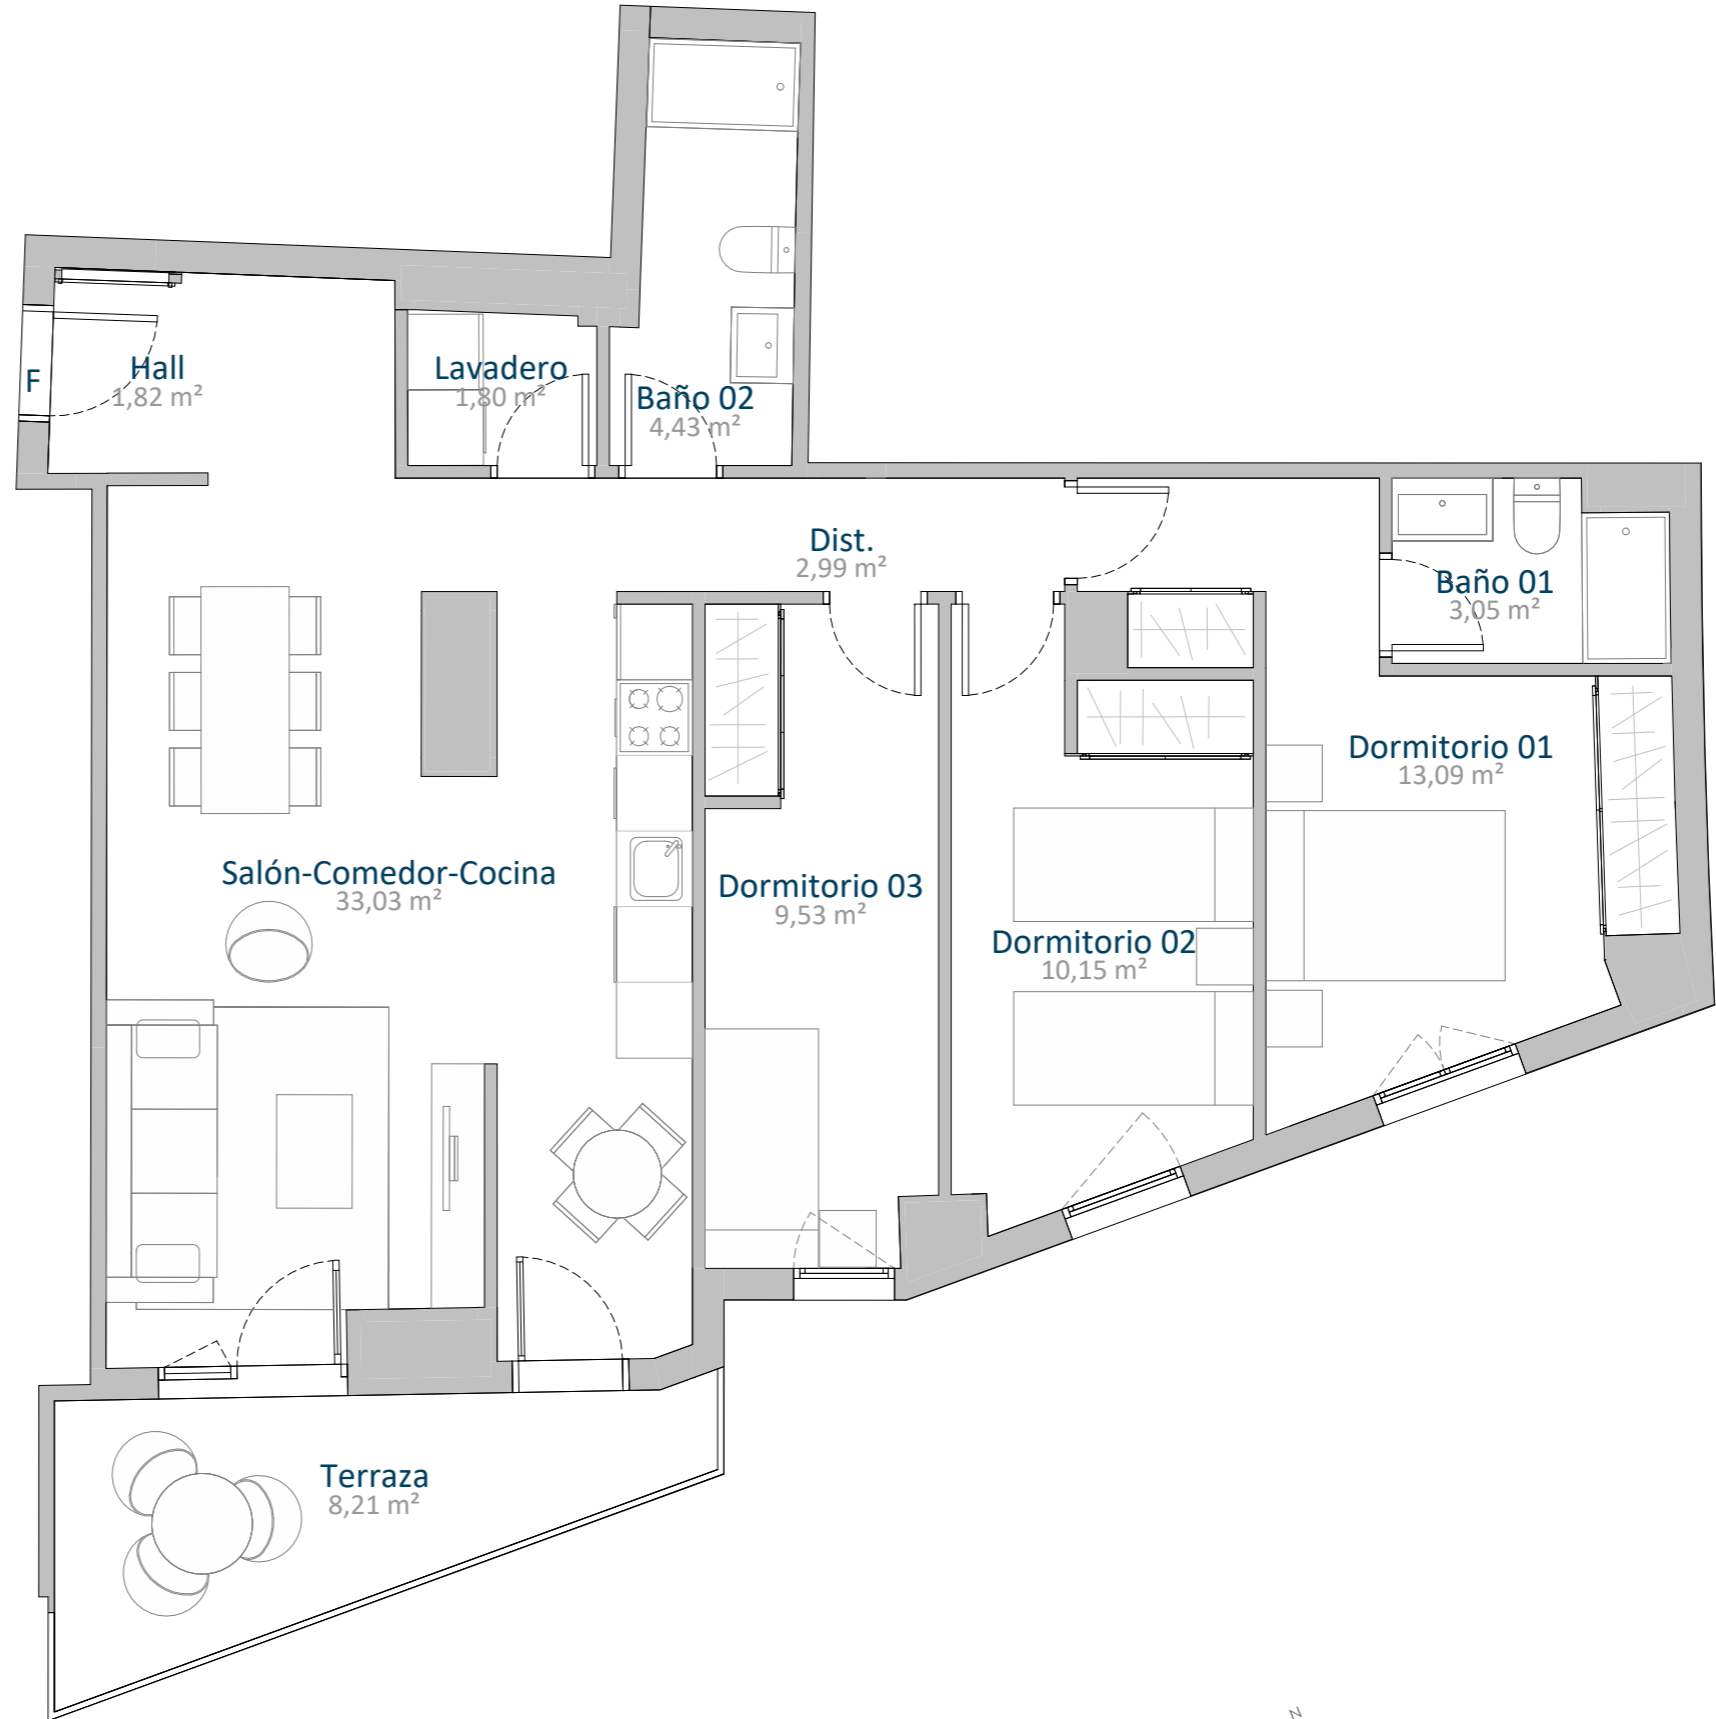 F
Hall
1,82 m²
Lavadero
1,80 m²
Baño 02
4,43 m²
Dist.
2,99 m²
Baño 01
3,05 m²
Dormitorio 01
13,09 m²
Salón-Comedor-Cocina
33,03 m²
Dormitorio 03
9,53 m²
Dormitorio 02
10,15 m²
Terraza
8,21 m²
N